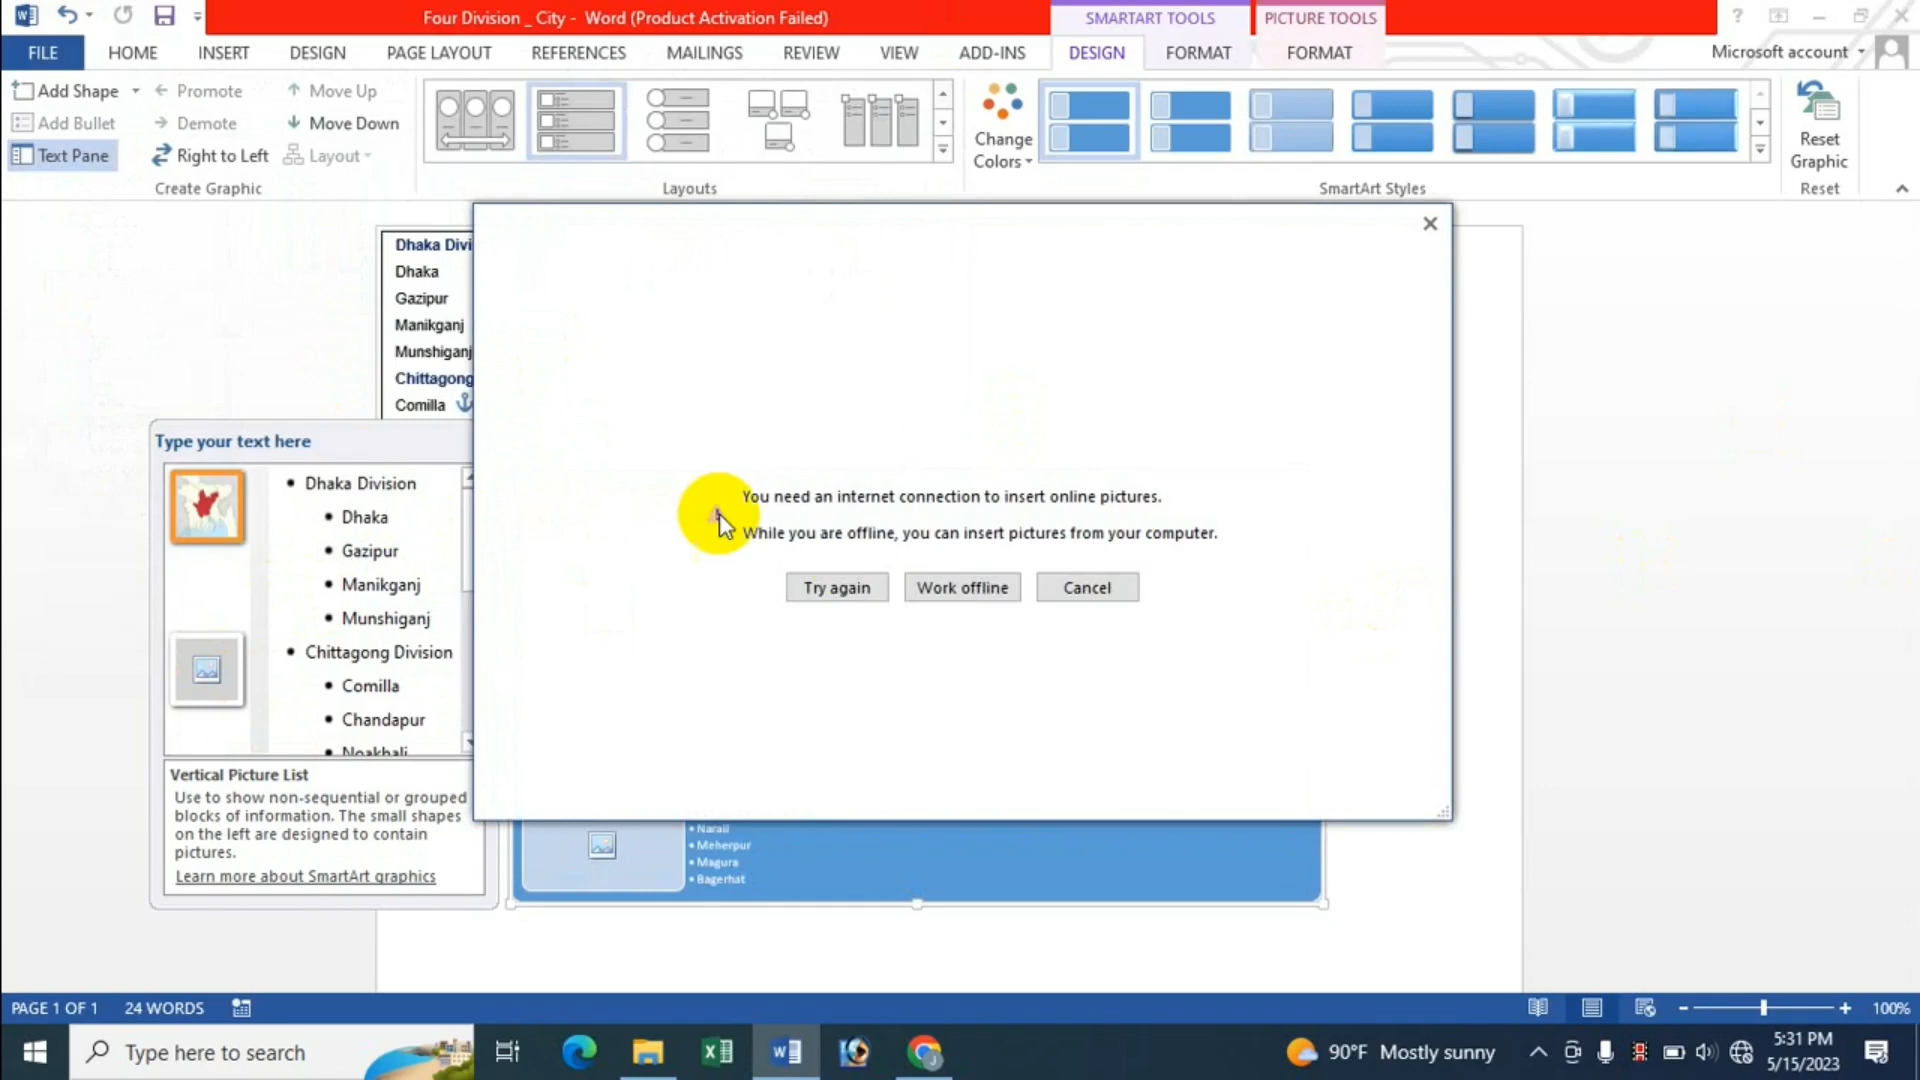 Four Division _ City - Word (Product Activation Failed)
SMARTART TOOLS
PICTURE TOOLS
?
FILE
HOME
INSERT
DESIGN
PAGE LAYOUT
REFERENCES
MAILINGS
REVIEW
VIEW
ADD-INS
DESIGN
FORMAT
FORMAT
Microsoft account
Add Shape
Promote
Move Up
Add Bullet
Demote
Move Down
Text Pane
Right to Left
Layout
Create Graphic
Layouts
Change
Colors
SmartArt Styles
Reset
Graphic
Reset
Dhaka Divi
Dhaka
Gazipur
Manikganj
Munshiganj
Chittagong
Comilla
Type your text here
• Dhaka Division
• Dhaka
• Gazipur
• Manikganj
• Munshiganj
• Chittagong Division
• Comilla
• Chandapur
• Noakhali
Vertical Picture List
Use to show non-sequential or grouped
blocks of information. The small shapes
on the left are designed to contain
pictures.
Learn more about SmartArt graphics
You need an internet connection to insert online pictures.
While you are offline, you can insert pictures from your computer.
Try again
Work offline
Cancel
• Narail
• Meherpur
• Magura
• Bagerhat
PAGE 1 OF 1
24 WORDS
100%
Type here to search
90°F Mostly sunny
5:31 PM
5/15/2023